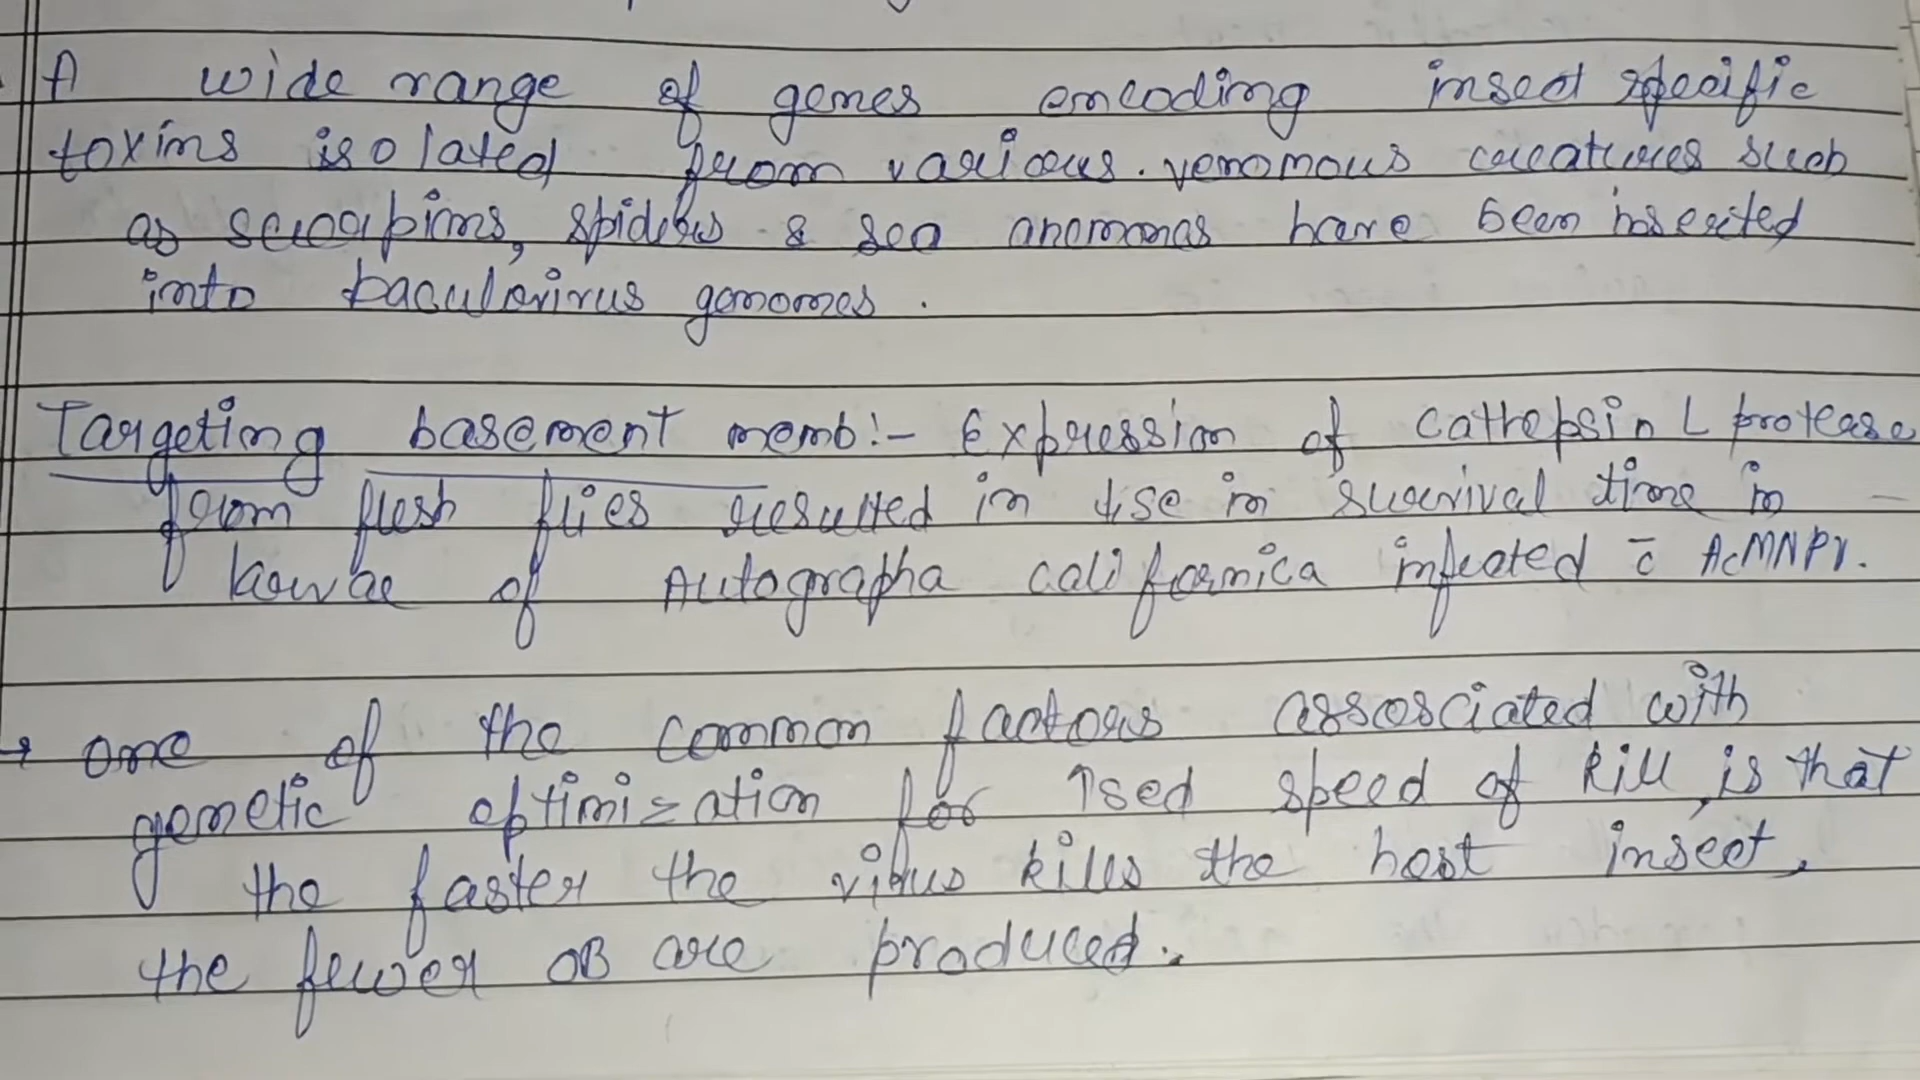 A wide range of genes encoding insect specific
toxins isolated from various venomous creatures such
as scorpions, spiders & sea anemonas have been inserted
into baculovirus genomes.
Targeting basement memb:- Expression of Cathepsin L protease
from flesh flies resulted in ↓se in survival time in
larvae of Autographa californica infected c̄ AcMNPV.
→ one of the common factors assosciated with
genetic optimization for ↑sed speed of kill, is that
the faster the virus kills the host insect,
the fewer OB are produced.